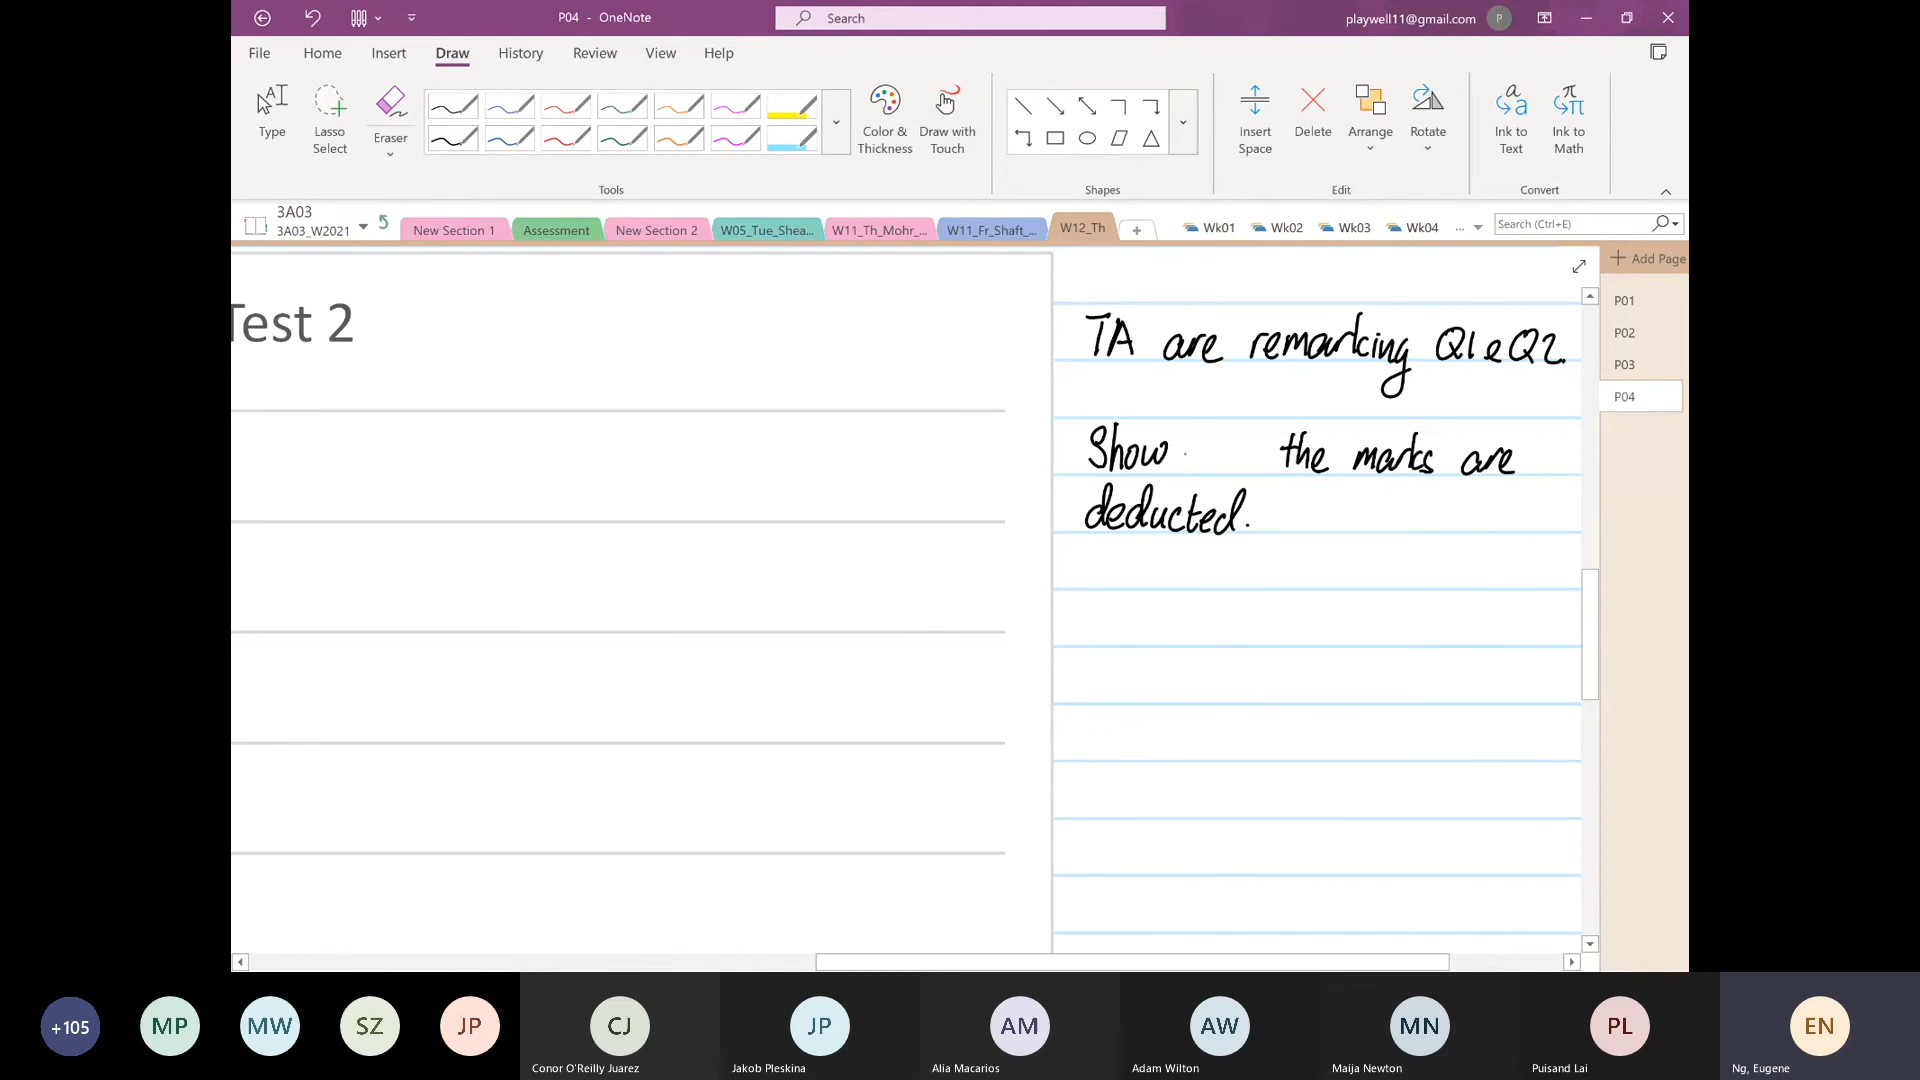 P04 - OneNote
Search
playwell11@gmail.com
P
File Home Insert Draw History Review View Help
Type
Lasso Select
Eraser
Color & Thickness
Draw with Touch
Insert Space
Delete
Arrange
Rotate
Ink to Text
Ink to Math
Tools
Shapes
Edit
Convert
3A03
3A03_W2021
New Section 1
Assessment
New Section 2
W05_Tue_Shea...
W11_Th_Mohr_...
W11_Fr_Shaft_...
W12_Th
Wk01
Wk02
Wk03
Wk04
...
Search (Ctrl+E)
Add Page
P01
P02
P03
P04
Test 2
TA are remarking Q1 e Q2.
Show the marks are
deducted.
+105
MP
MW
SZ
JP
CJ
Conor O'Reilly Juarez
JP
Jakob Pleskina
AM
Alia Macarios
AW
Adam Wilton
MN
Maija Newton
PL
Puisand Lai
EN
Ng, Eugene